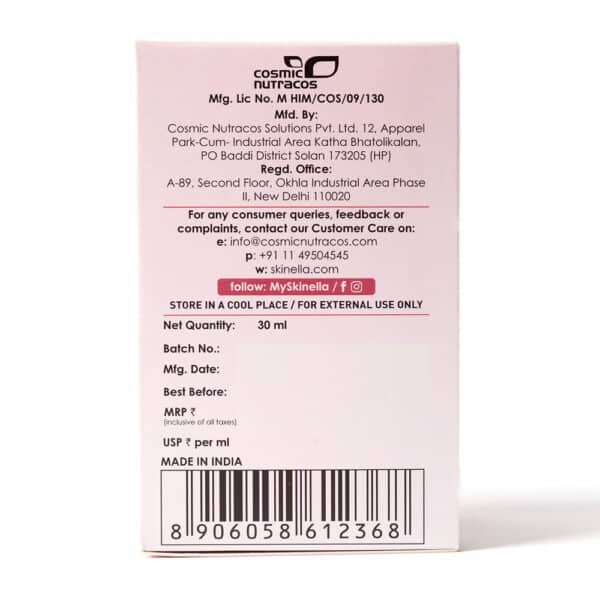 cosmic
nutracos
Mfg. Lic No. M HIM/COS/09/130
Mfd. By:
Cosmic Nutracos Solutions Pvt. Ltd. 12, Apparel
Park-Cum- Industrial Area Katha Bhatolikalan,
PO Baddi District Solan 173205 (HP)
Regd. Office:
A-89, Second Floor, Okhla Industrial Area Phase
II, New Delhi 110020
For any consumer queries, feedback or
complaints, contact our Customer Care on:
e: info@cosmicnutracos.com
p: +91 11 49504545
w: skinella.com
follow: MySkinella / f
STORE IN A COOL PLACE / FOR EXTERNAL USE ONLY
Net Quantity: 30 ml
Batch No.:
Mfg. Date:
Best Before:
MRP ₹
(inclusive of all taxes)
USP ₹ per ml
MADE IN INDIA
8 906058 612368